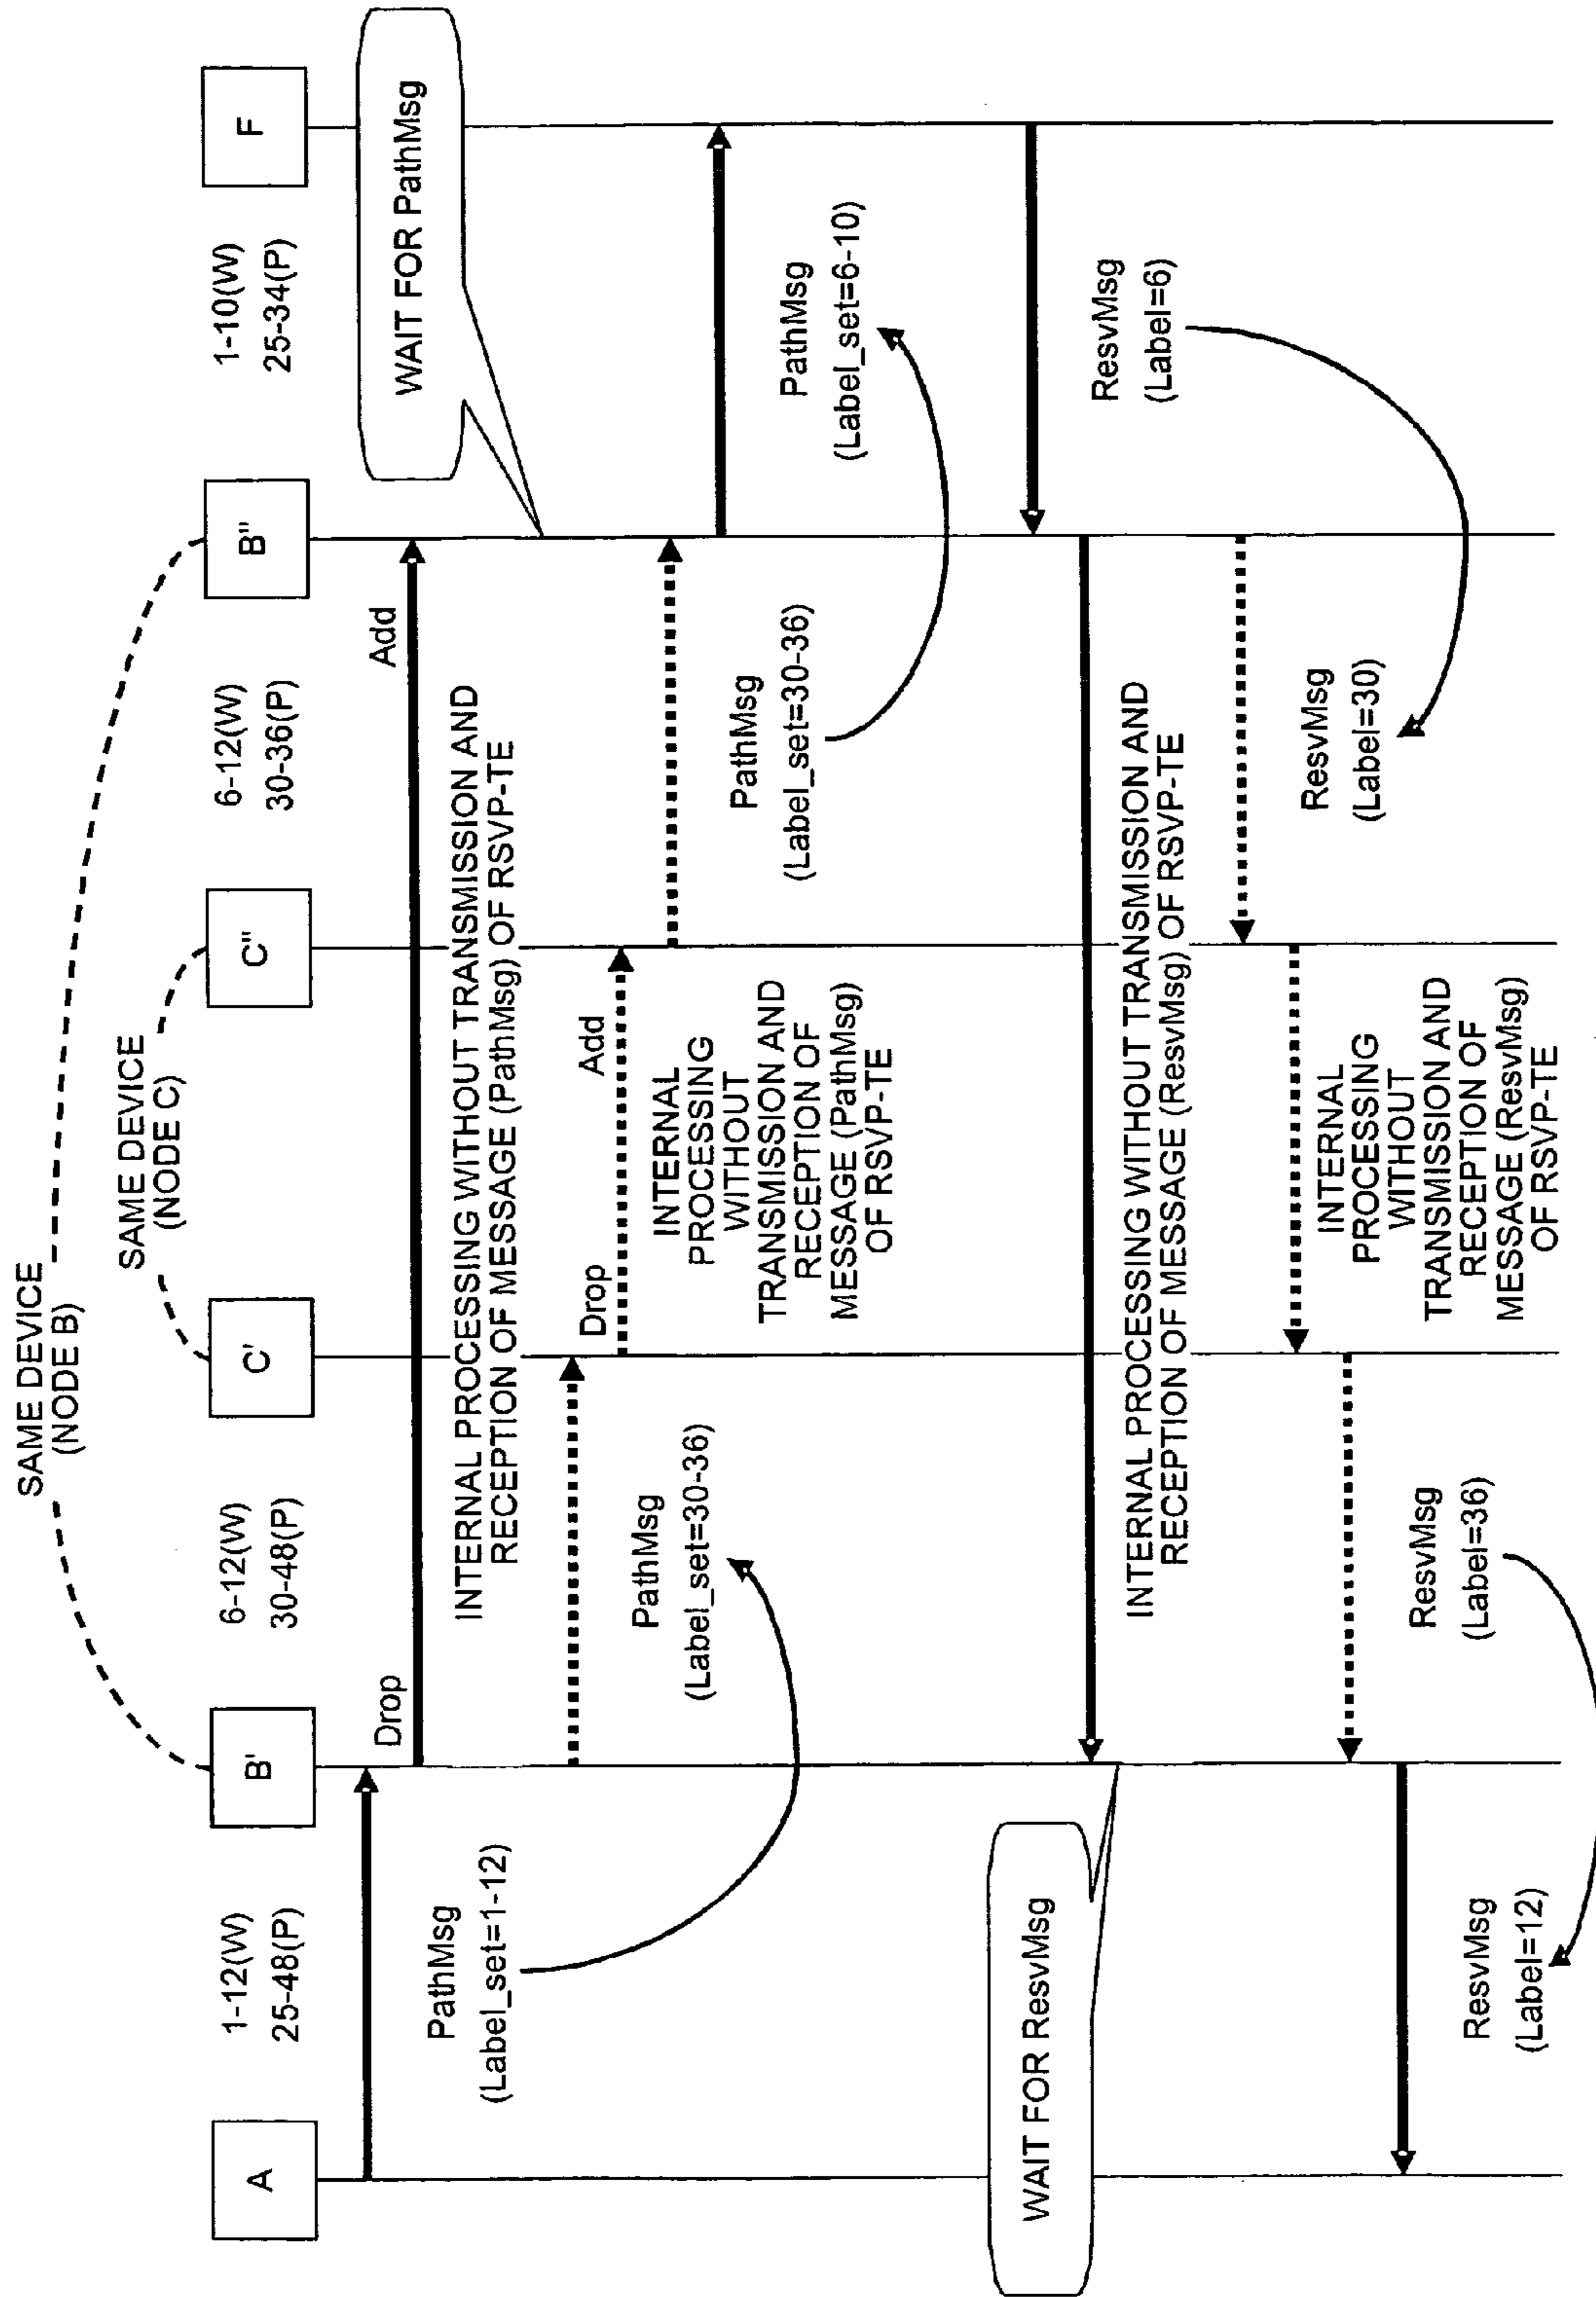 SAME DEVICE
(NODE B)
SAME DEVICE
(NODE C)
A
B'
C'
C"
B"
F
1-12(W)
25-48(P)
6-12(W)
30-48(P)
6-12(W)
30-36(P)
1-10(W)
25-34(P)
WAIT FOR PathMsg
Drop
Add
INTERNAL PROCESSING WITHOUT TRANSMISSION AND
RECEPTION OF MESSAGE (PathMsg) OF RSVP-TE
PathMsg
(Label_set=1-12)
PathMsg
(Label_set=30-36)
Drop
Add
INTERNAL
PROCESSING
WITHOUT
TRANSMISSION AND
RECEPTION OF
MESSAGE (PathMsg)
OF RSVP-TE
PathMsg
(Label_set=30-36)
PathMsg
(Label_set=6-10)
WAIT FOR ResvMsg
INTERNAL PROCESSING WITHOUT TRANSMISSION AND
RECEPTION OF MESSAGE (ResvMsg) OF RSVP-TE
ResvMsg
(Label=6)
ResvMsg
(Label=30)
INTERNAL
PROCESSING
WITHOUT
TRANSMISSION AND
RECEPTION OF
MESSAGE (ResvMsg)
OF RSVP-TE
ResvMsg
(Label=36)
ResvMsg
(Label=12)